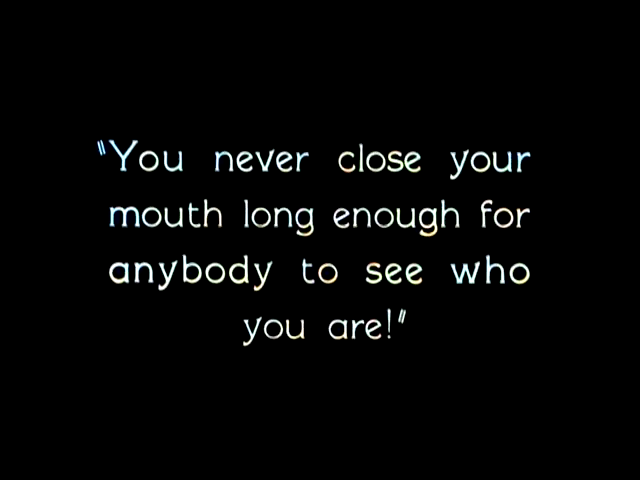 "You never close your
mouth long enough for
anybody to see who
you are!"